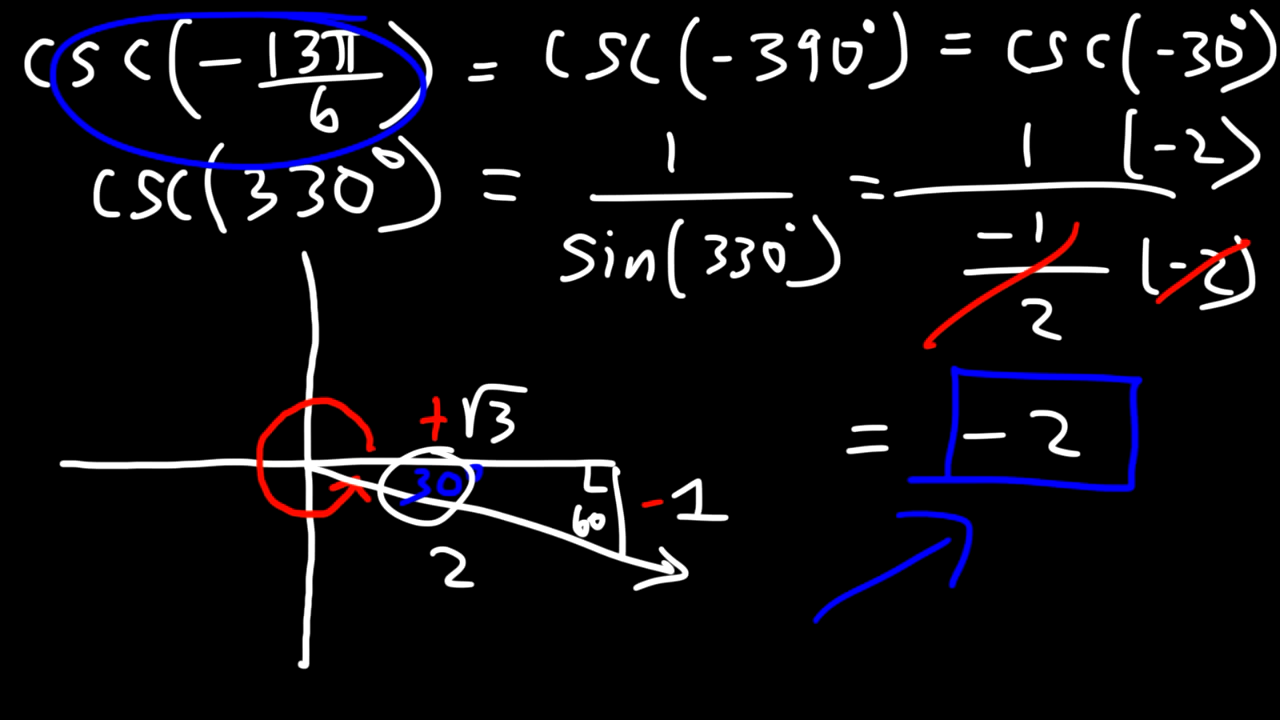 csc(-13π/6) = csc(-390°) = csc(-30°)
csc(330°) = 1/sin(330°) = 1 (-2)/-1/2 (-2)
= -2
+ √3
30°
L
60
- 1
2